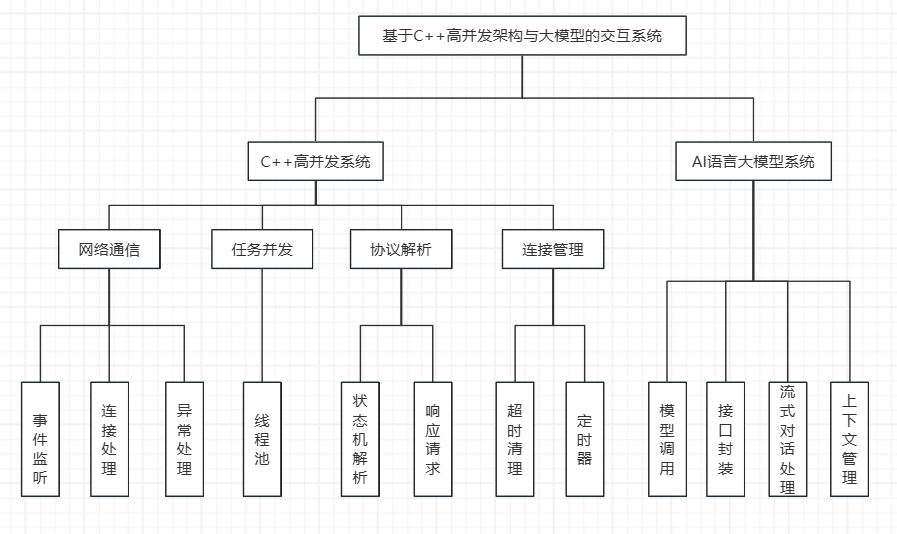 基于C++高并发架构与大模型的交互系统
C++高并发系统
AI语言大模型系统
网络通信
任务并发
协议解析
连接管理
事件监听
连接处理
异常处理
线程池
状态机解析
响应请求
超时清理
定时器
模型调用
接口封装
流式对话处理
上下文管理